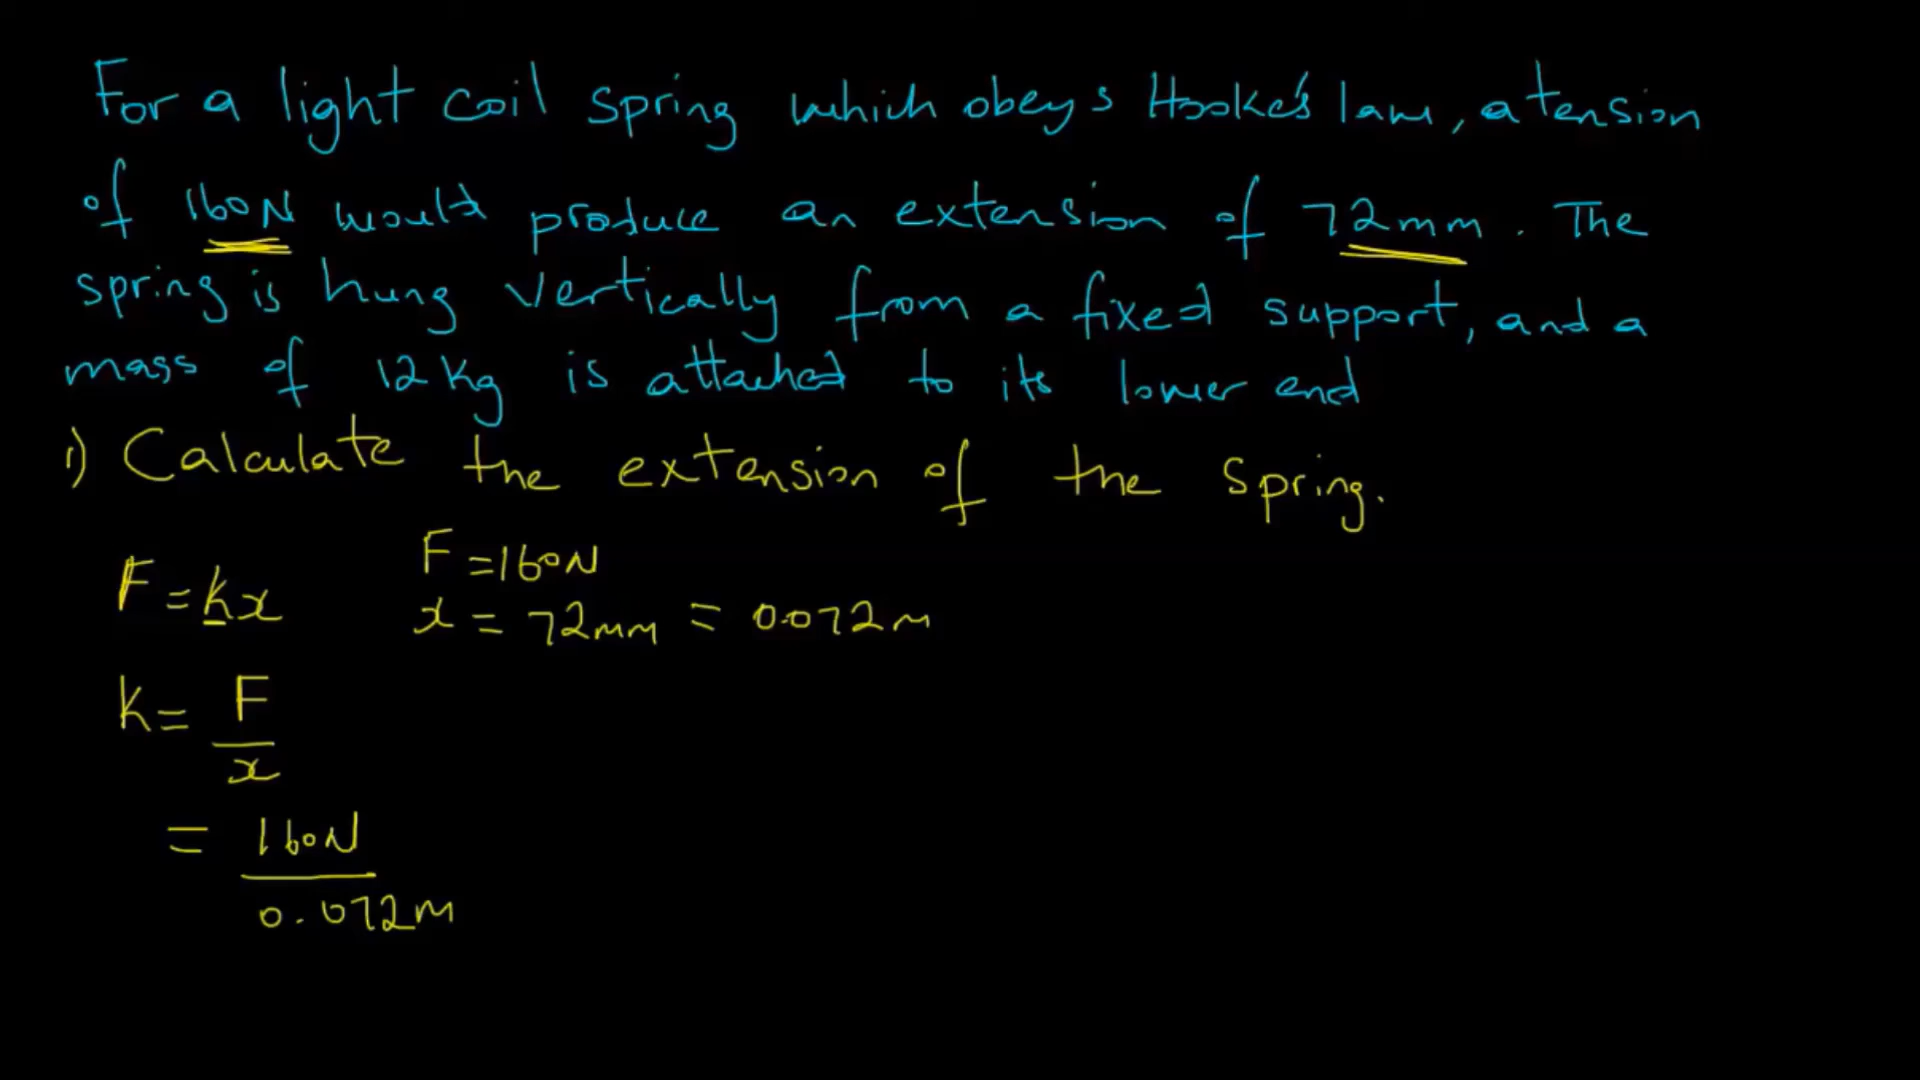 For a light coil spring which obeys Hooke's law, a tension
of 160N would produce an extension of 72mm. The
spring is hung vertically from a fixed support, and a
mass of 12kg is attached to its lower end
1) Calculate the extension of the spring.
F = kx
F = 160N
x = 72mm = 0.072m
k = F
x
= 160N
0.072m